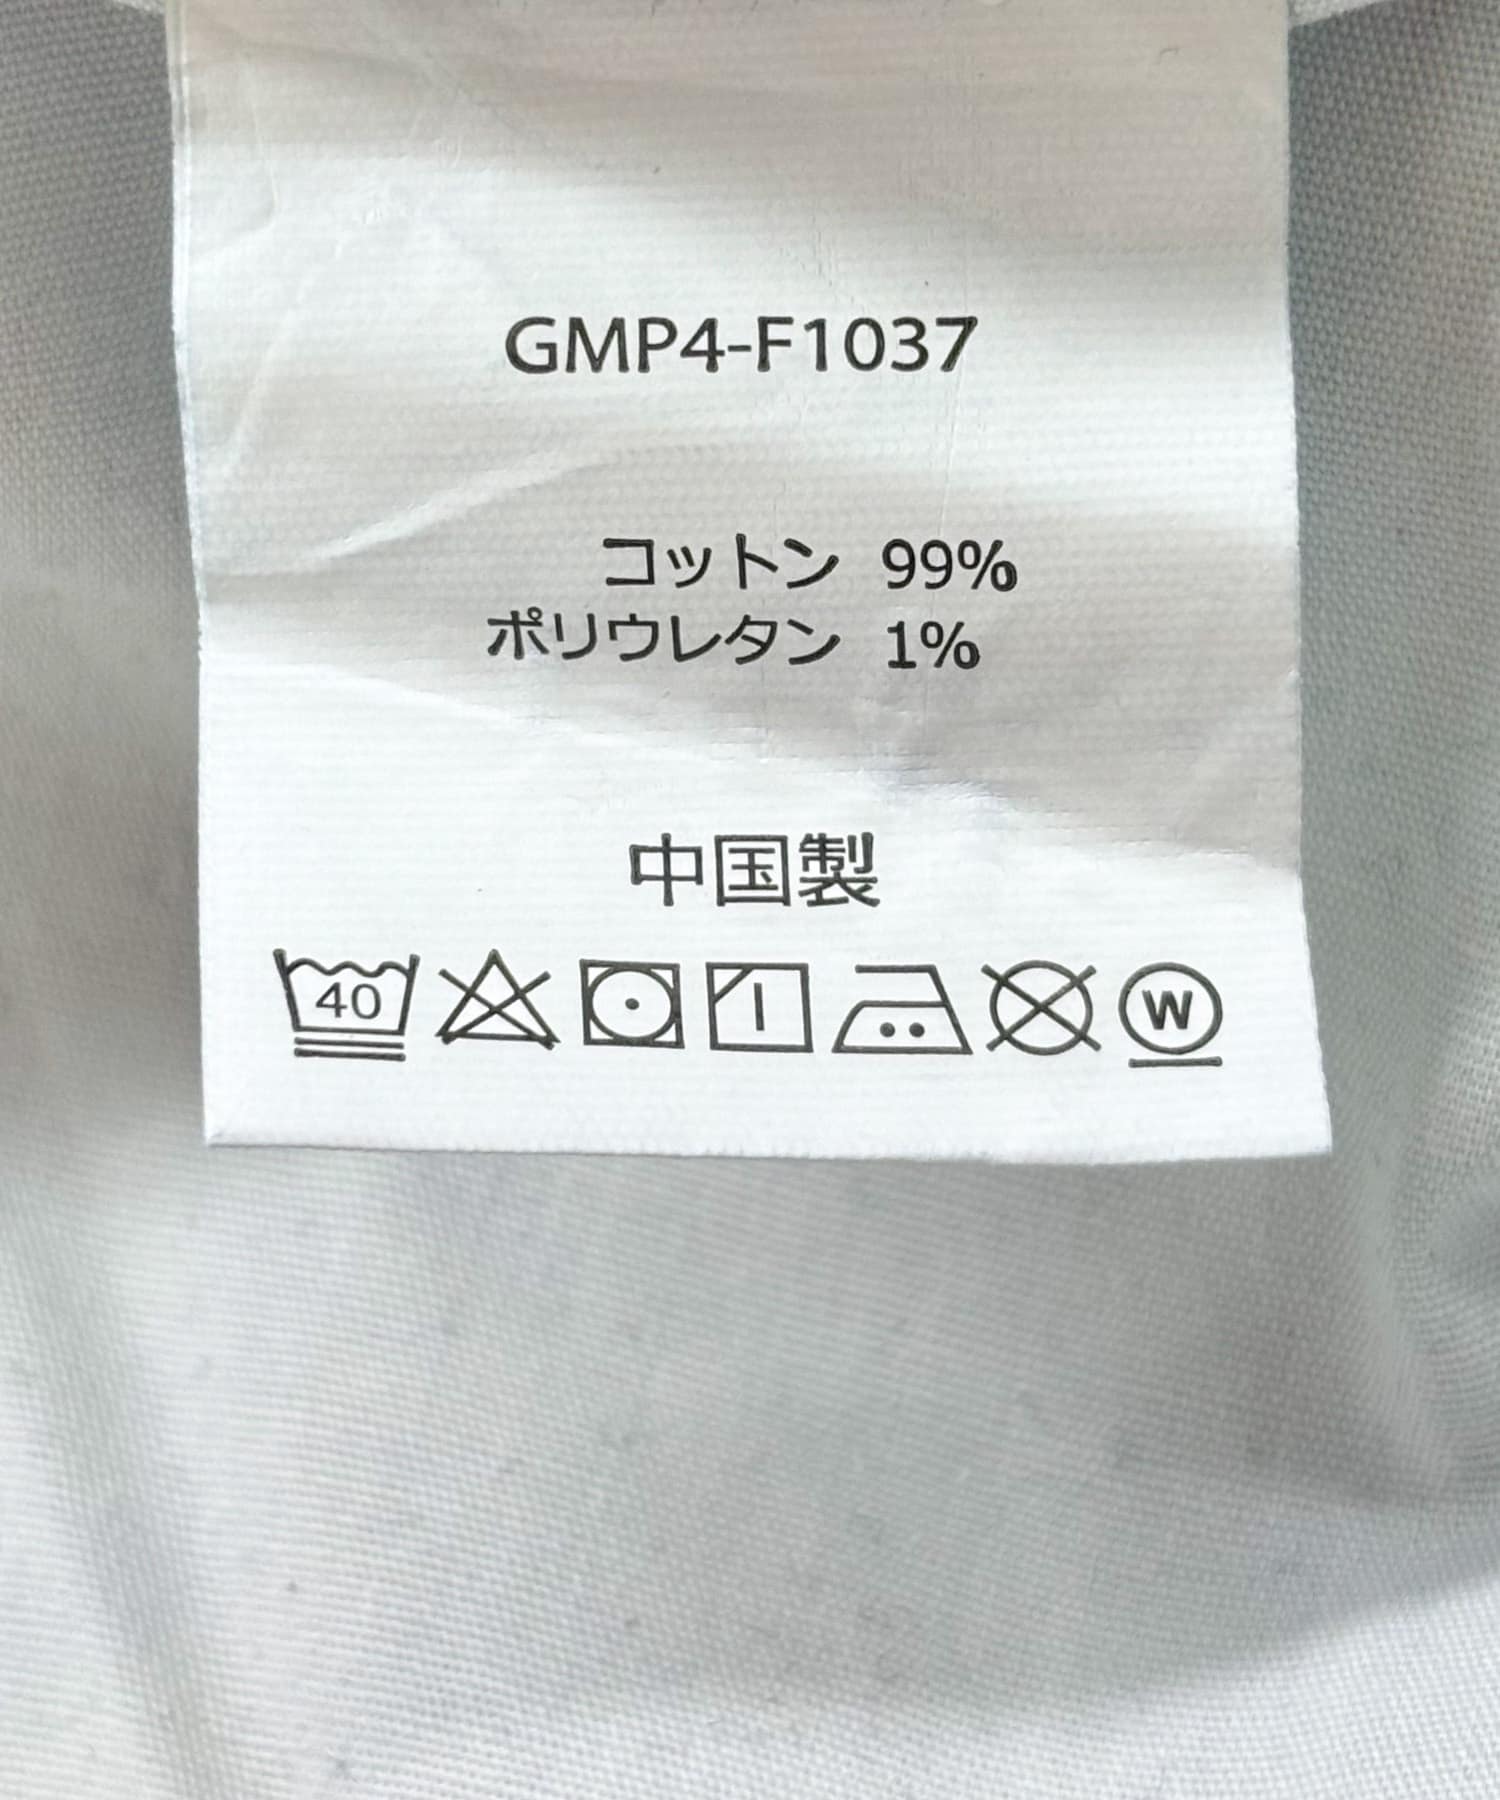 GMP4-F1037
コットン 99%
ポリウレタン 1%
中国製
40 W